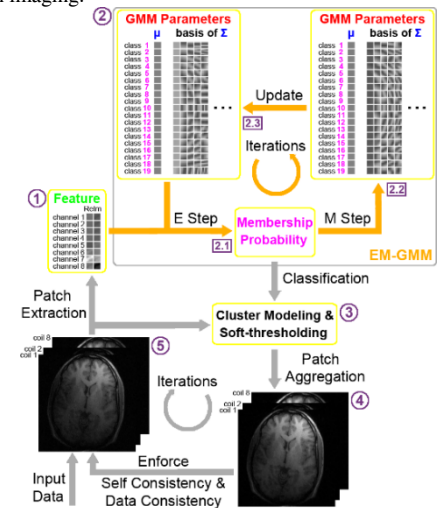 imaging.
②
GMM Parameters
μ basis of Σ
class 1
class 2
class 3
class 4
class 5
class 6
class 7
class 8
class 9
class 10
class 11
class 12
class 13
class 14
class 15
class 16
class 17
class 18
class 19
...
GMM Parameters
μ basis of Σ
class 1
class 2
class 3
class 4
class 5
class 6
class 7
class 8
class 9
class 10
class 11
class 12
class 13
class 14
class 15
class 16
class 17
class 18
class 19
...
Update
2.3
Iterations
2.2
① Feature
Re Im
channel 1
channel 2
channel 3
channel 4
channel 5
channel 6
channel 7
channel 8
E Step
2.1
Membership
Probability
M Step
EM-GMM
Classification
Patch
Extraction
Cluster Modeling &
Soft-thresholding
③
Patch
Aggregation
⑤
coil 8
coil 2
coil 1
Iterations
④
coil 8
coil 2
coil 1
Enforce
Self Consistency &
Data Consistency
Input
Data